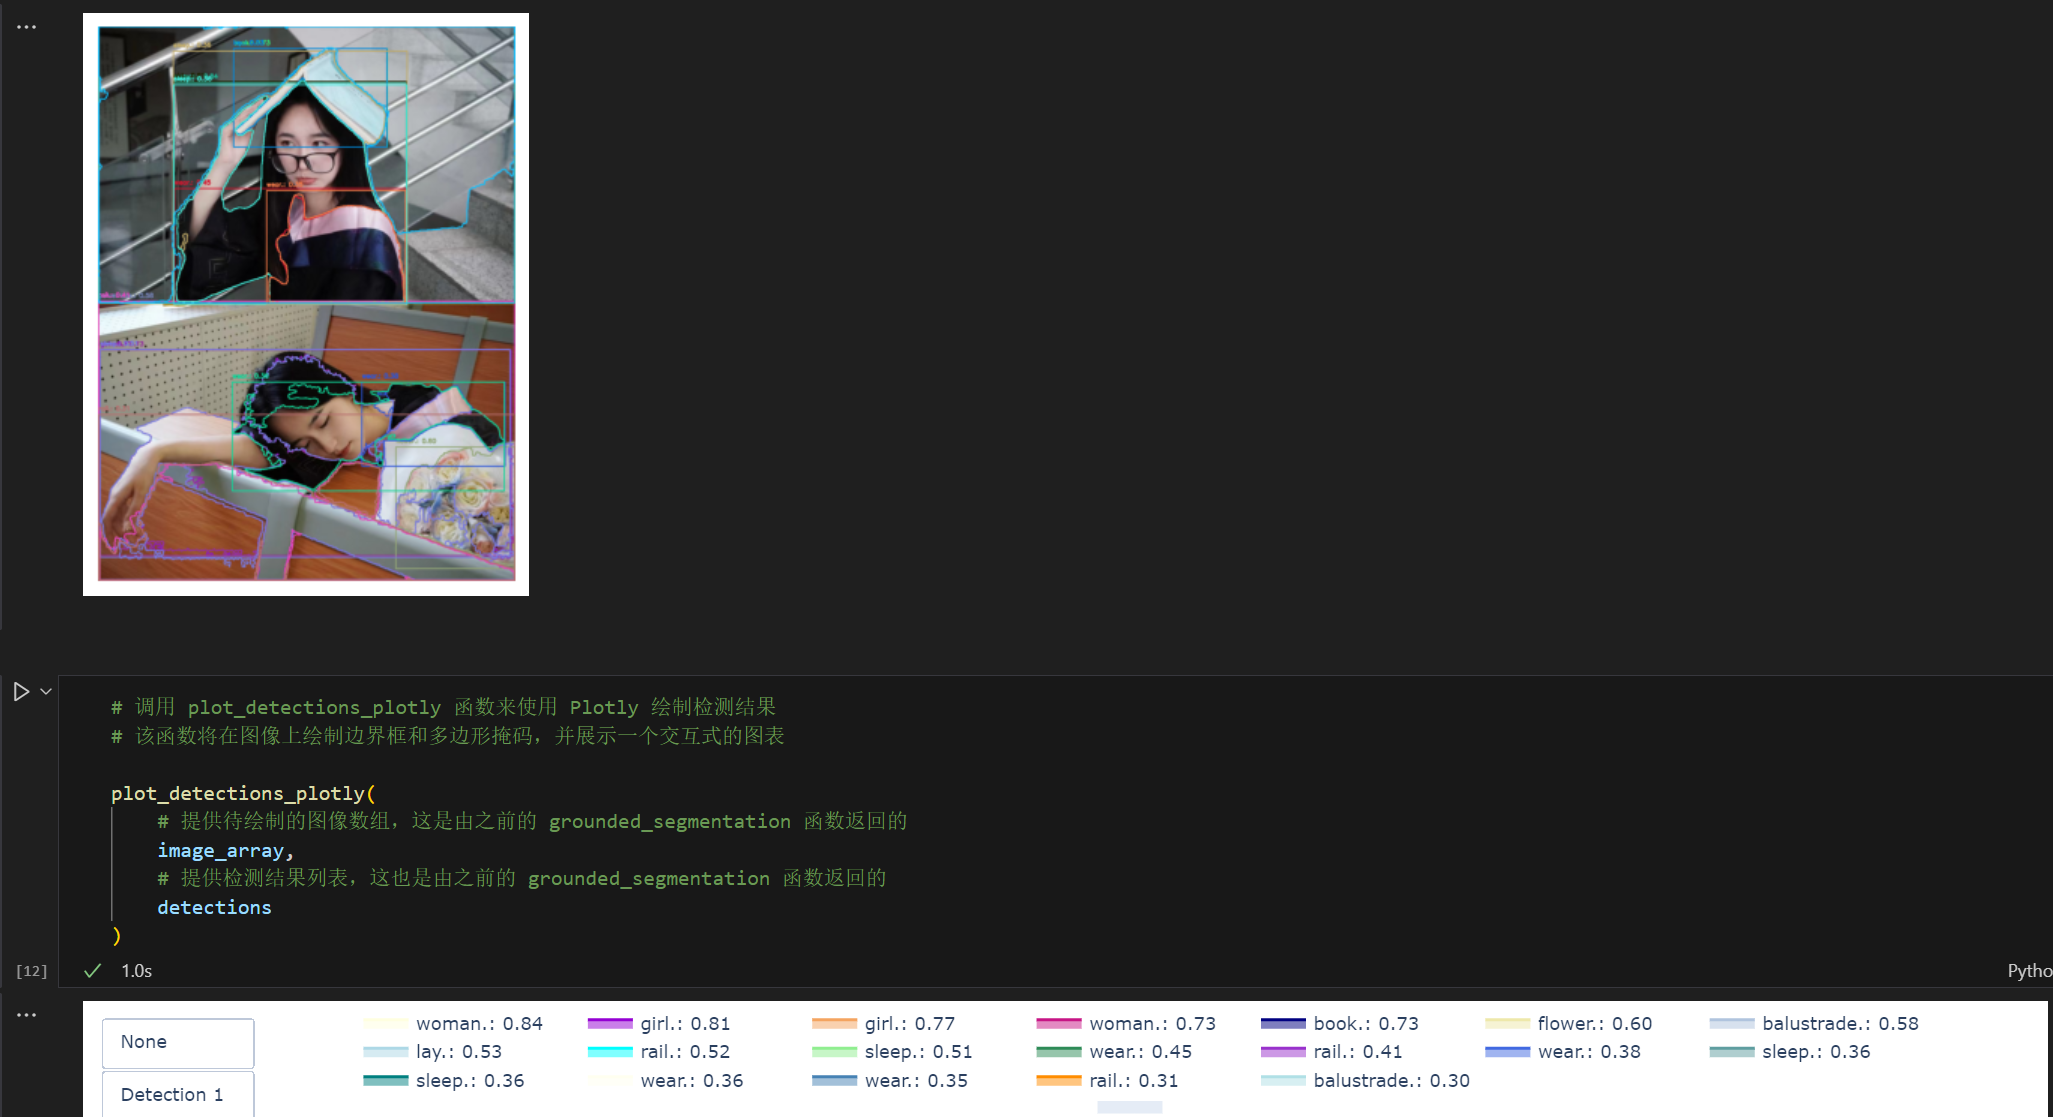 # 调用 plot_detections_plotly 函数来使用 Plotly 绘制检测结果
# 该函数将在图像上绘制边界框和多边形掩码，并展示一个交互式的图表
plot_detections_plotly(
# 提供待绘制的图像数组，这是由之前的 grounded_segmentation 函数返回的
image_array,
# 提供检测结果列表，这也是由之前的 grounded_segmentation 函数返回的
detections
)
[12] 1.0s Pytho
None
Detection 1
woman.: 0.84 girl.: 0.81 girl.: 0.77 woman.: 0.73 book.: 0.73 flower.: 0.60 balustrade.: 0.58
lay.: 0.53 rail.: 0.52 sleep.: 0.51 wear.: 0.45 rail.: 0.41 wear.: 0.38 sleep.: 0.36
sleep.: 0.36 wear.: 0.36 wear.: 0.35 rail.: 0.31 balustrade.: 0.30